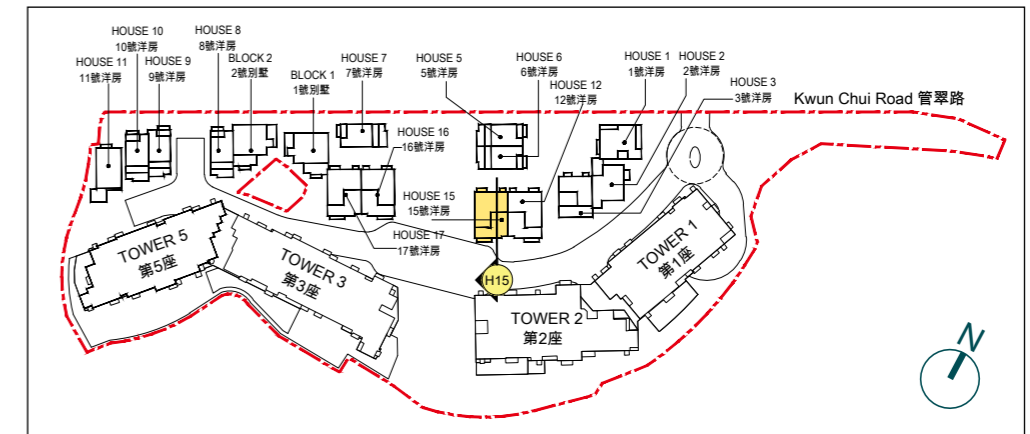 HOUSE 10
10號洋房
HOUSE 8
8號洋房
HOUSE 11
11號洋房
HOUSE 9
9號洋房
BLOCK 2
2號別墅
BLOCK 1
1號別墅
HOUSE 7
7號洋房
HOUSE 5
5號洋房
HOUSE 6
6號洋房
HOUSE 12
12號洋房
HOUSE 1
1號洋房
HOUSE 2
2號洋房
HOUSE 3
3號洋房
Kwun Chui Road 管翠路
HOUSE 16
16號洋房
HOUSE 15
15號洋房
HOUSE 17
17號洋房
TOWER 5
第5座
TOWER 3
第3座
H15
TOWER 2
第2座
TOWER 1
第1座
N